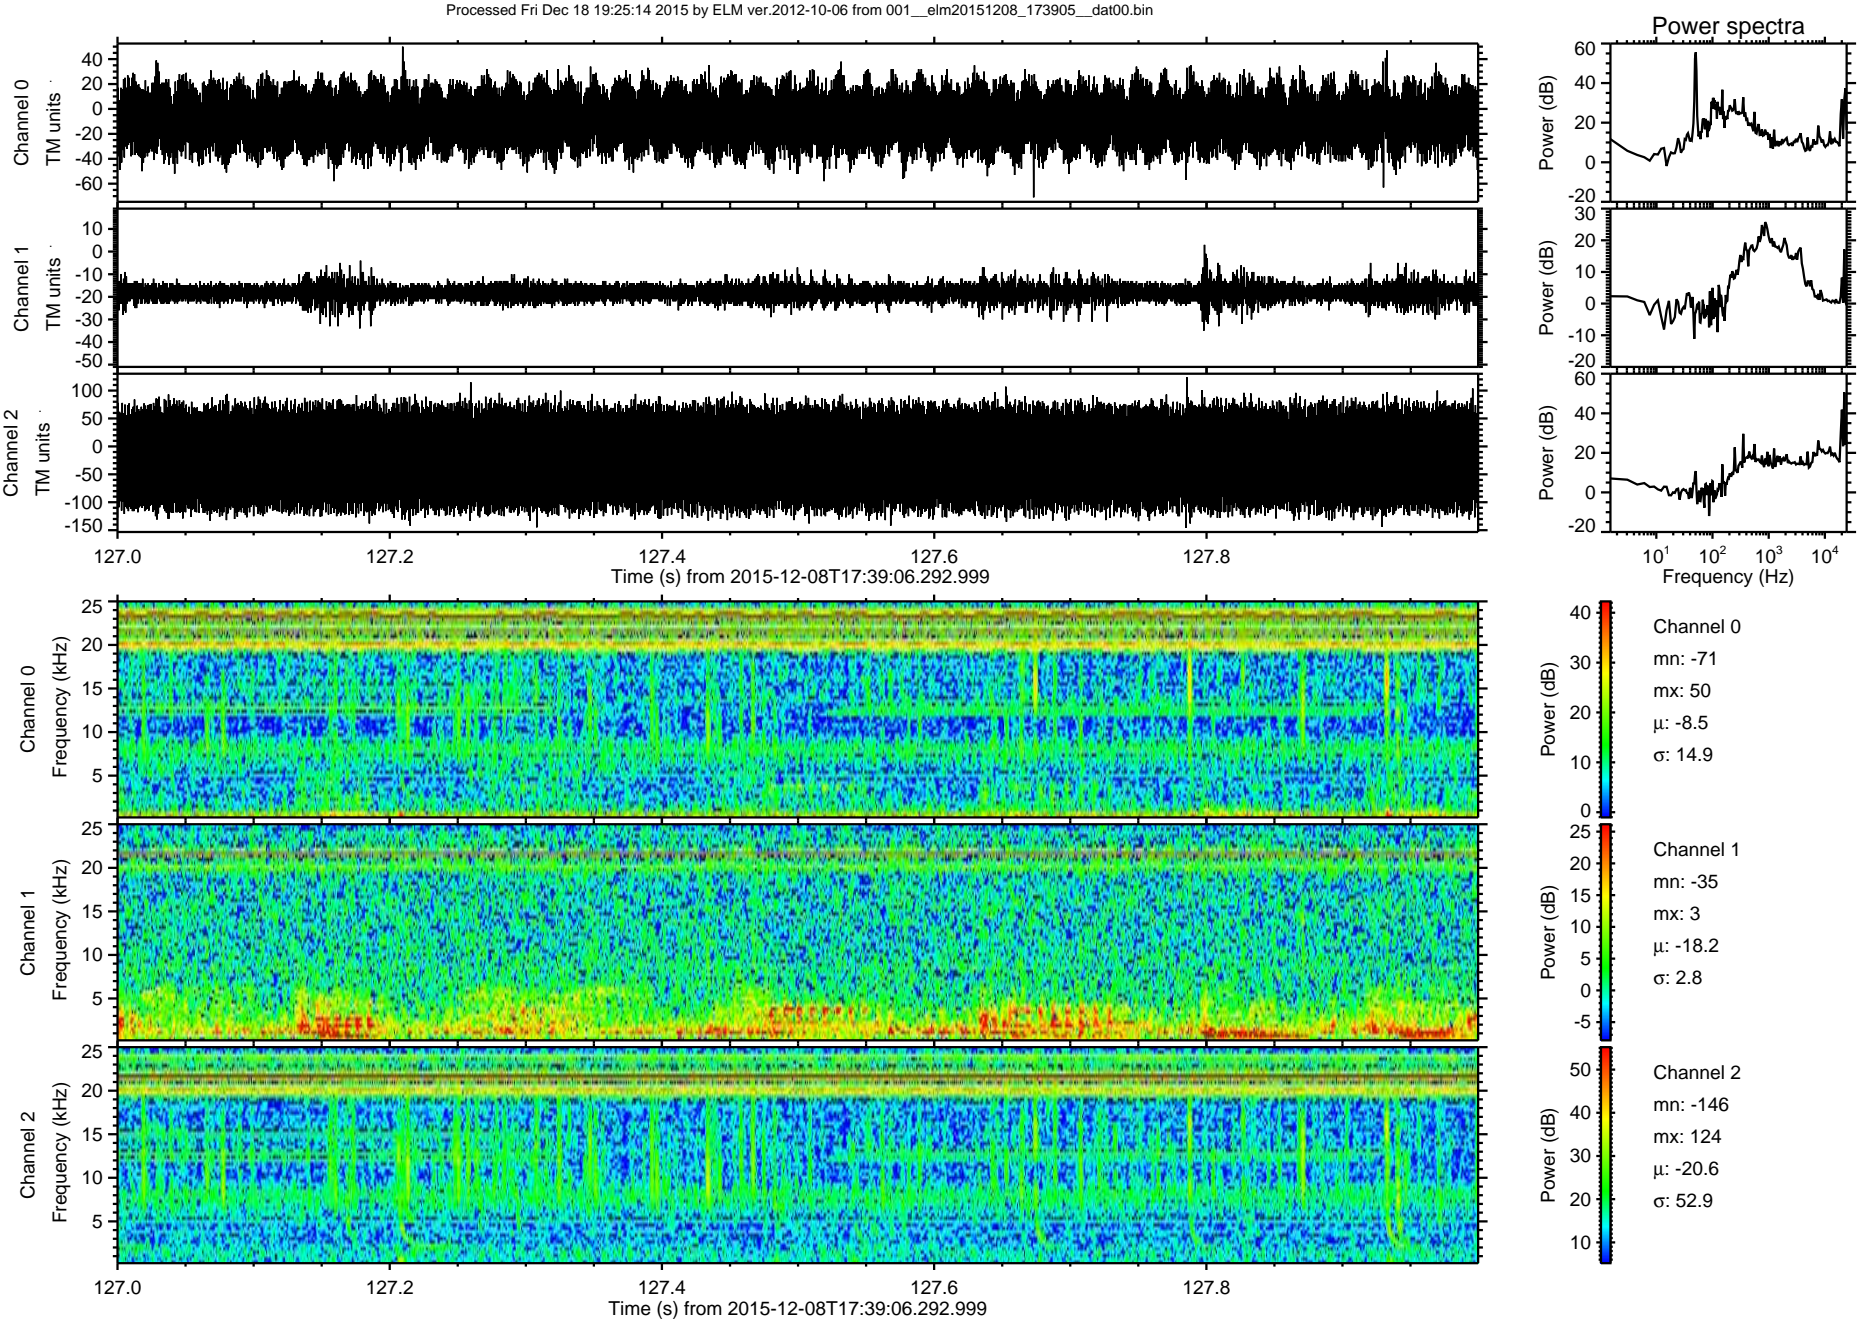 Processed Fri Dec 18 19:25:14 2015 by ELM ver.2012-10-06 from 001__elm20151208_173905__dat00.bin
Power spectra
Channel 0
TM units
40
20
0
-20
-40
-60
Power (dB)
60
40
20
0
-20
Channel 1
TM units
10
0
-10
-20
-30
-40
-50
Power (dB)
30
20
10
0
-10
-20
Channel 2
TM units
100
50
0
-50
-100
-150
Power (dB)
60
40
20
0
-20
127.0 127.2 127.4 127.6 127.8
Time (s) from 2015-12-08T17:39:06.292.999
10¹ 10² 10³ 10⁴
Frequency (Hz)
Channel 0
Frequency (kHz)
25
20
15
10
5
Power (dB)
40
30
20
10
0
Channel 0
mn: -71
mx: 50
µ: -8.5
σ: 14.9
Channel 1
Frequency (kHz)
25
20
15
10
5
Power (dB)
25
20
15
10
5
0
-5
Channel 1
mn: -35
mx: 3
µ: -18.2
σ: 2.8
Channel 2
Frequency (kHz)
25
20
15
10
5
Power (dB)
50
40
30
20
10
Channel 2
mn: -146
mx: 124
µ: -20.6
σ: 52.9
127.0 127.2 127.4 127.6 127.8
Time (s) from 2015-12-08T17:39:06.292.999